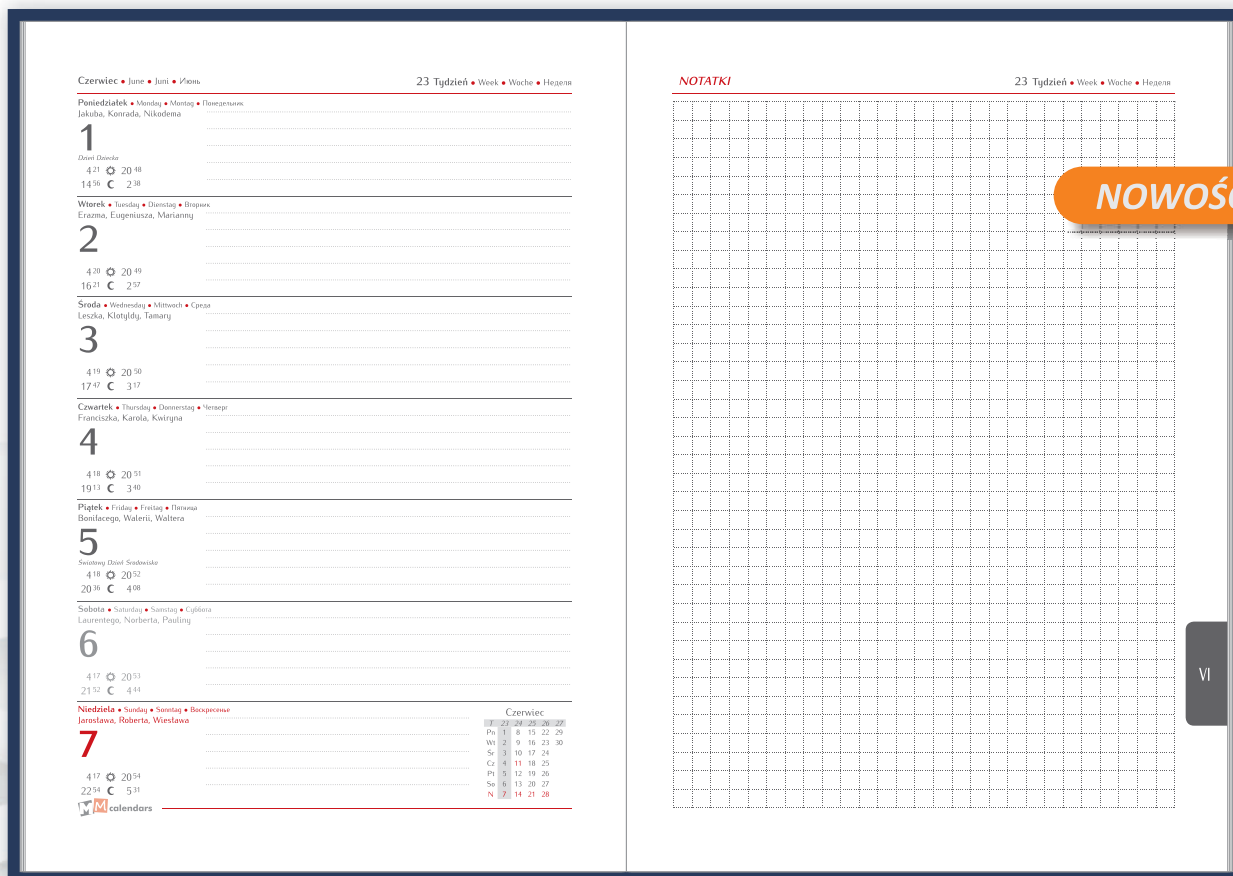 Czerwiec • June • Juni • Июнь
23 Tydzień • Week • Woche • Неделя
Poniedziałek • Monday • Montag • Понедельник
Jakuba, Konrada, Nikodema
1
Dzień Dziecka
4 21 20 48
14 56 2 38
Wtorek • Tuesday • Dienstag • Вторник
Erazma, Eugeniusza, Marianny
2
4 20 20 49
16 21 2 57
Środa • Wednesday • Mittwoch • Среда
Leszka, Klotyldy, Tamary
3
4 19 20 50
17 47 3 17
Czwartek • Thursday • Donnerstag • Четверг
Franciszka, Karola, Kwiryna
4
4 18 20 51
19 13 3 40
Piątek • Friday • Freitag • Пятница
Bonifacego, Walerii, Waltera
5
Światowy Dzień Środowiska
4 18 20 52
20 36 4 08
Sobota • Saturday • Samstag • Суббота
Laurentego, Norberta, Pauliny
6
4 17 20 53
21 52 4 44
Niedziela • Sunday • Sonntag • Воскресенье
Jarosława, Roberta, Wiesława
7
4 17 20 54
22 54 5 31
Czerwiec
T 23 24 25 26 27
Pn 1 8 15 22 29
Wt 2 9 16 23 30
Śr 3 10 17 24
Cz 4 11 18 25
Pt 5 12 19 26
So 6 13 20 27
N 7 14 21 28
M calendars
NOTATKI
23 Tydzień • Week • Woche • Неделя
NOWOŚĆ
VI